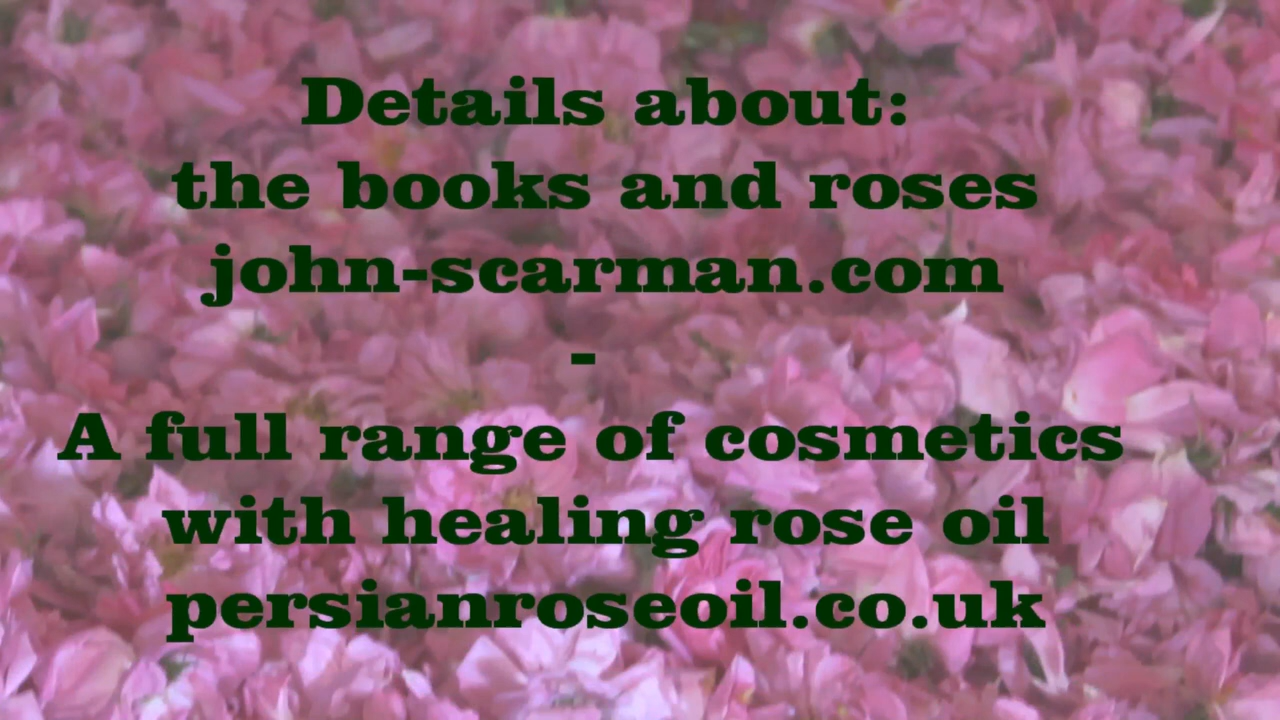 Details about:
the books and roses
john-scarman.com
-
A full range of cosmetics
with healing rose oil
persianroseoil.co.uk